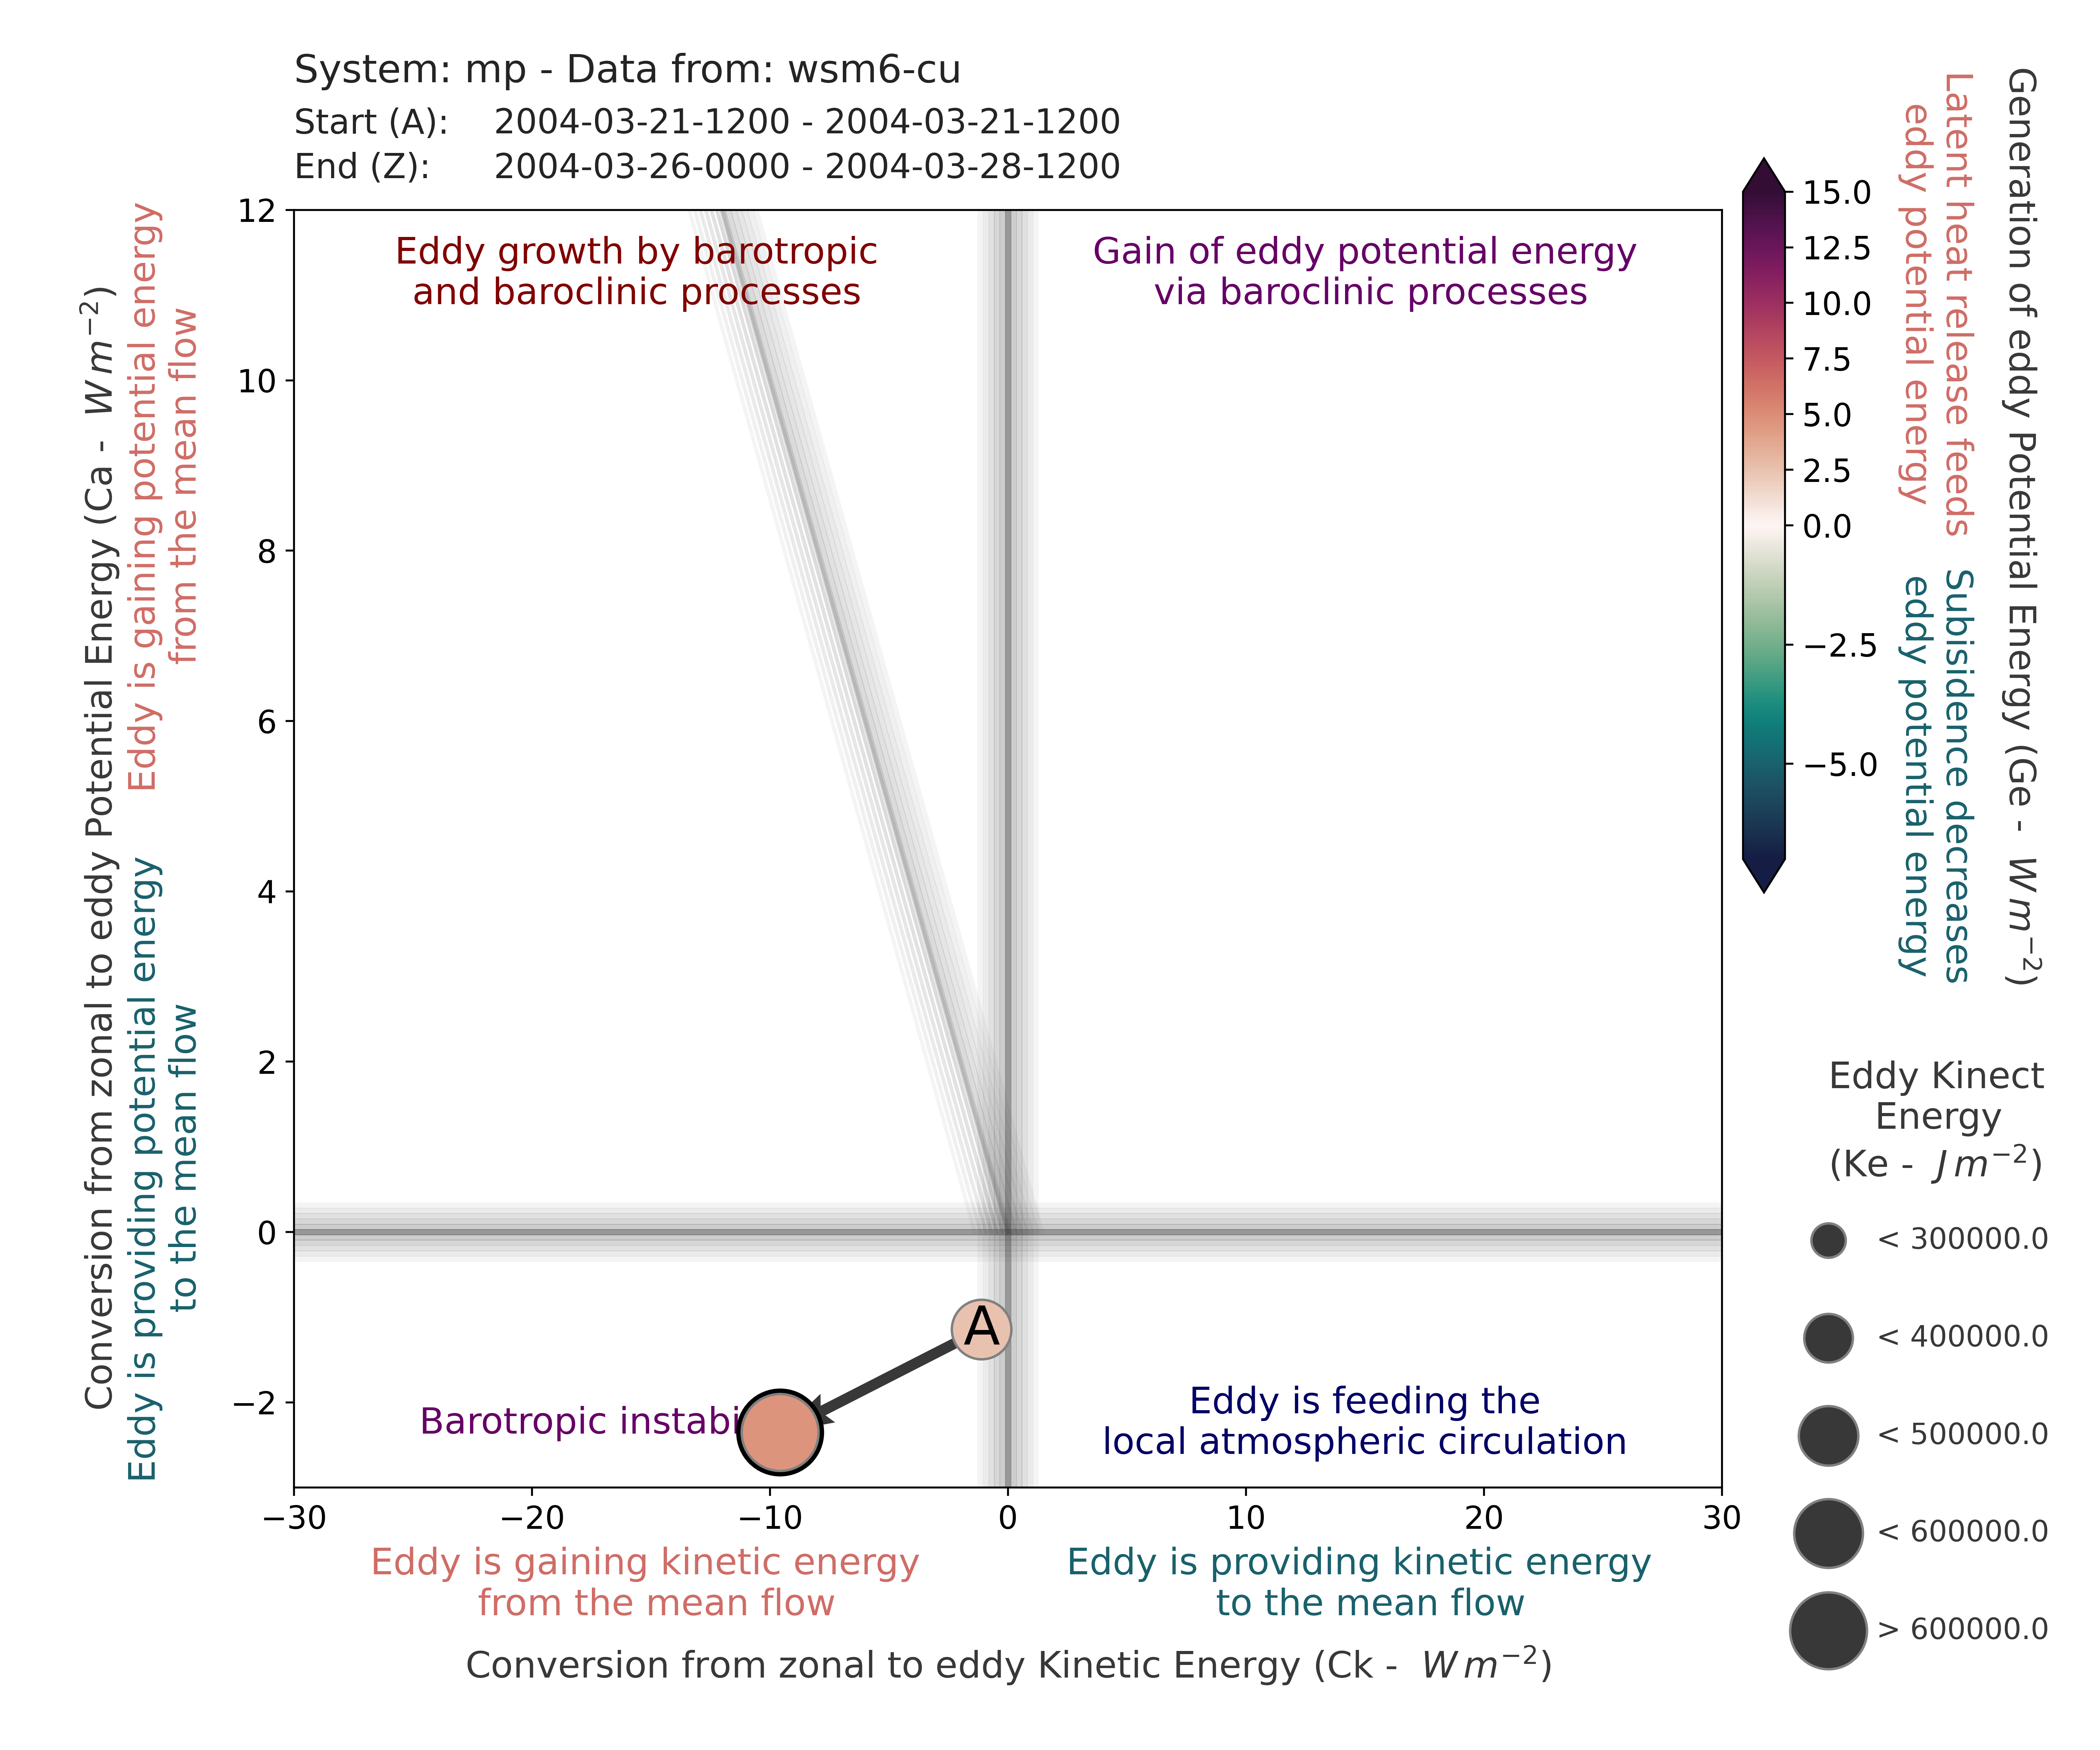 System: mp - Data from: wsm6-cu
Start (A): 2004-03-21-1200 - 2004-03-21-1200
End (Z): 2004-03-26-0000 - 2004-03-28-1200
Conversion from zonal to eddy Potential Energy (Ca - W m⁻²)
Eddy is gaining potential energy
from the mean flow
Eddy is providing potential energy
to the mean flow
12
10
8
6
4
2
0
−2
Eddy growth by barotropic
and baroclinic processes
Gain of eddy potential energy
via baroclinic processes
A
Barotropic instabi
Eddy is feeding the
local atmospheric circulation
−30
−20
−10
0
10
20
30
Eddy is gaining kinetic energy
from the mean flow
Eddy is providing kinetic energy
to the mean flow
Conversion from zonal to eddy Kinetic Energy (Ck - W m⁻²)
15.0
12.5
10.0
7.5
5.0
2.5
0.0
−2.5
−5.0
Latent heat release feeds
eddy potential energy
Subisidence decreases
eddy potential energy
Generation of eddy Potential Energy (Ge - W m⁻²)
Eddy Kinect
Energy
(Ke - J m⁻²)
< 300000.0
< 400000.0
< 500000.0
< 600000.0
> 600000.0